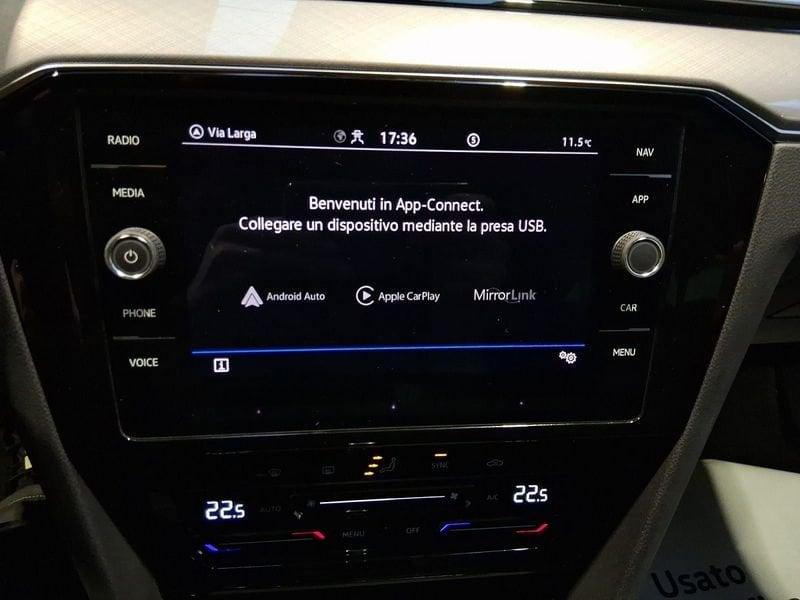 RADIO
MEDIA
PHONE
VOICE
Via Larga
17:36
S
11.5°C
Benvenuti in App-Connect.
Collegare un dispositivo mediante la presa USB.
Android Auto
Apple CarPlay
MirrorLink
NAV
APP
CAR
MENU
SYNC
22.5
AUTO
A/C
22.5
MENU
OFF
Usato